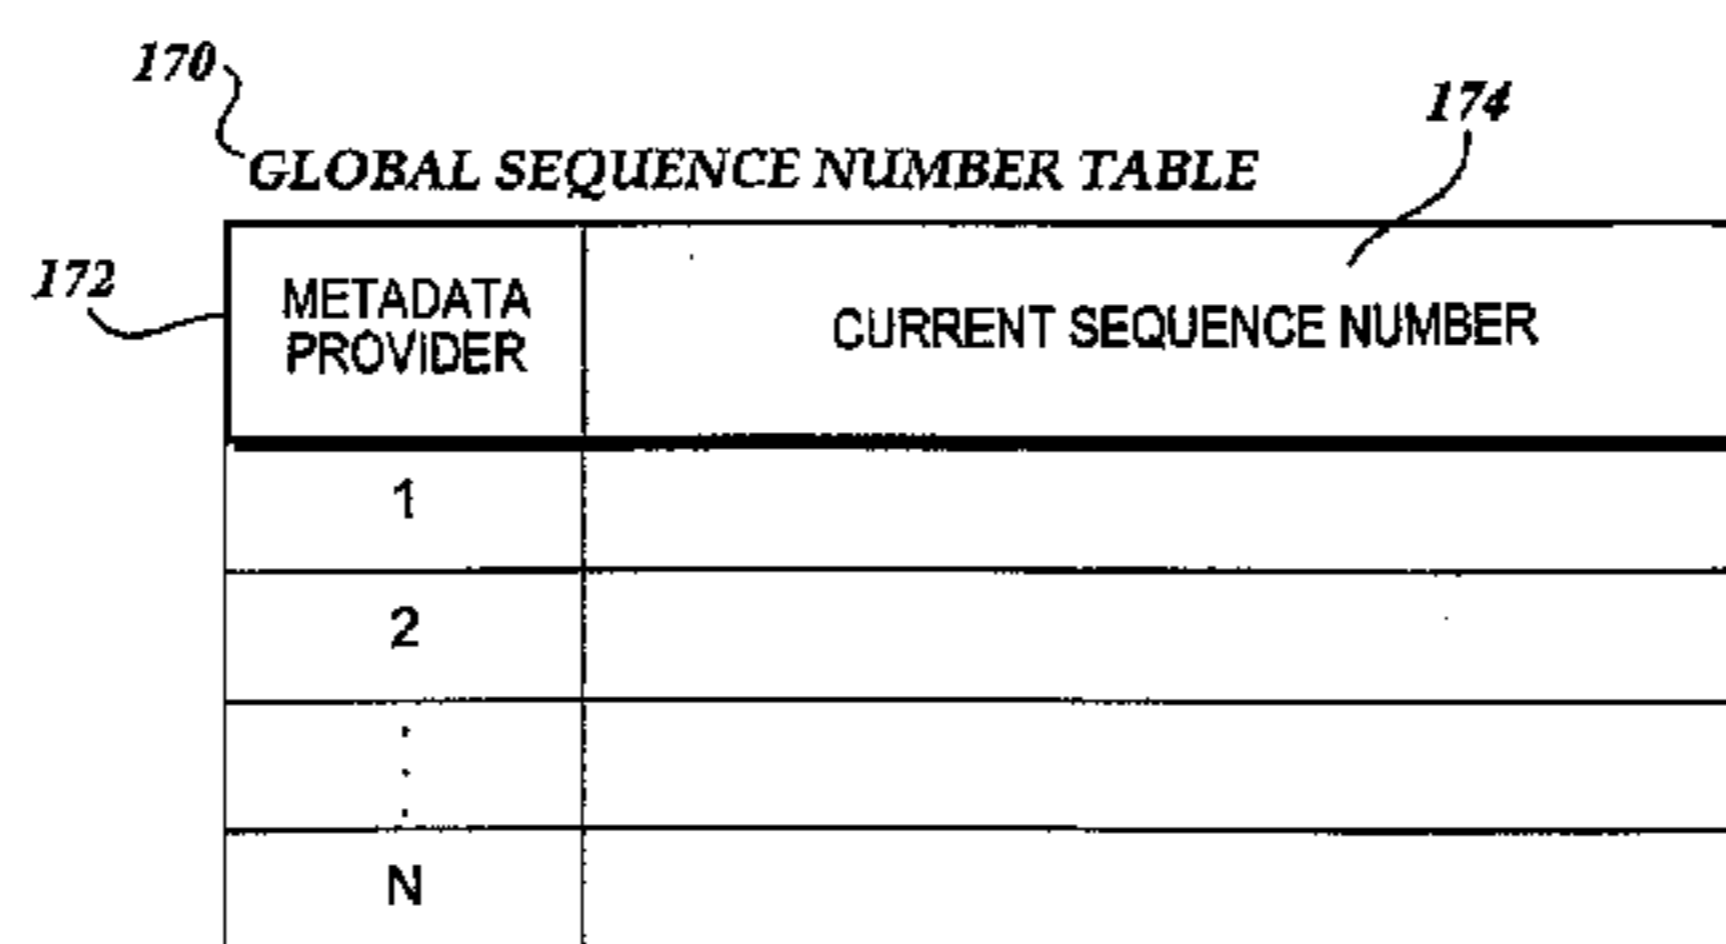 170
174
GLOBAL SEQUENCE NUMBER TABLE
172
METADATA
PROVIDER
CURRENT SEQUENCE NUMBER
1
2
.
.
.
N